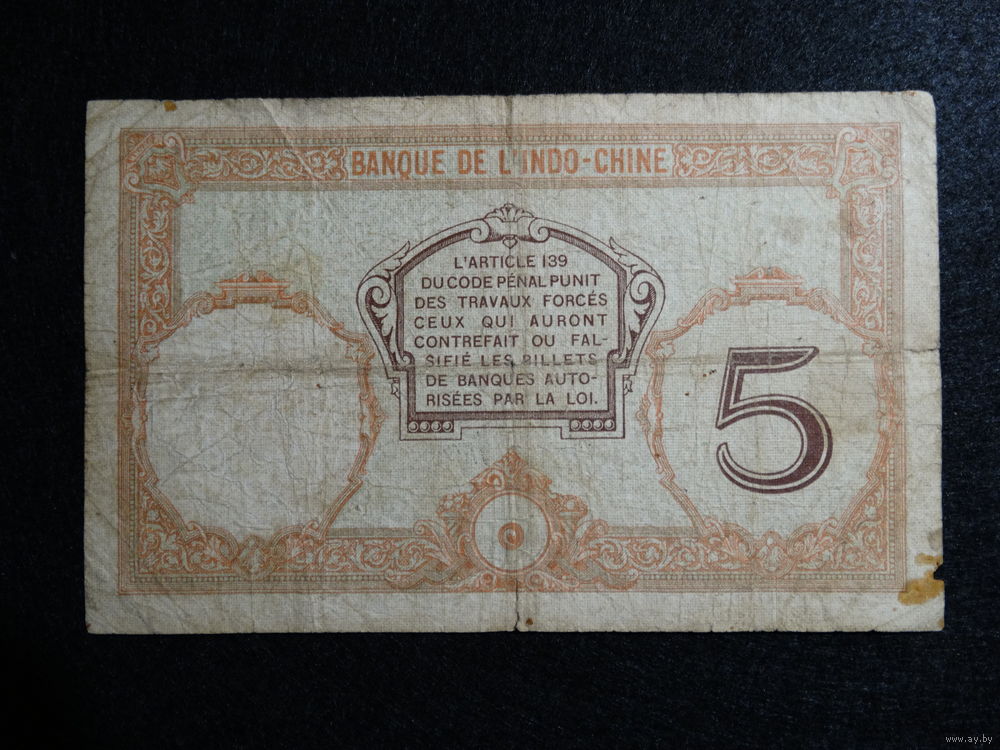 BANQUE DE L'INDO-CHINE
L'ARTICLE 139
DU CODE PÉNAL PUNIT
DES TRAVAUX FORCÉS
CEUX QUI AURONT
CONTREFAIT OU FAL-
SIFIÉ LES BILLETS
DE BANQUES AUTO-
RISÉES PAR LA LOI.
5
www.ay.by